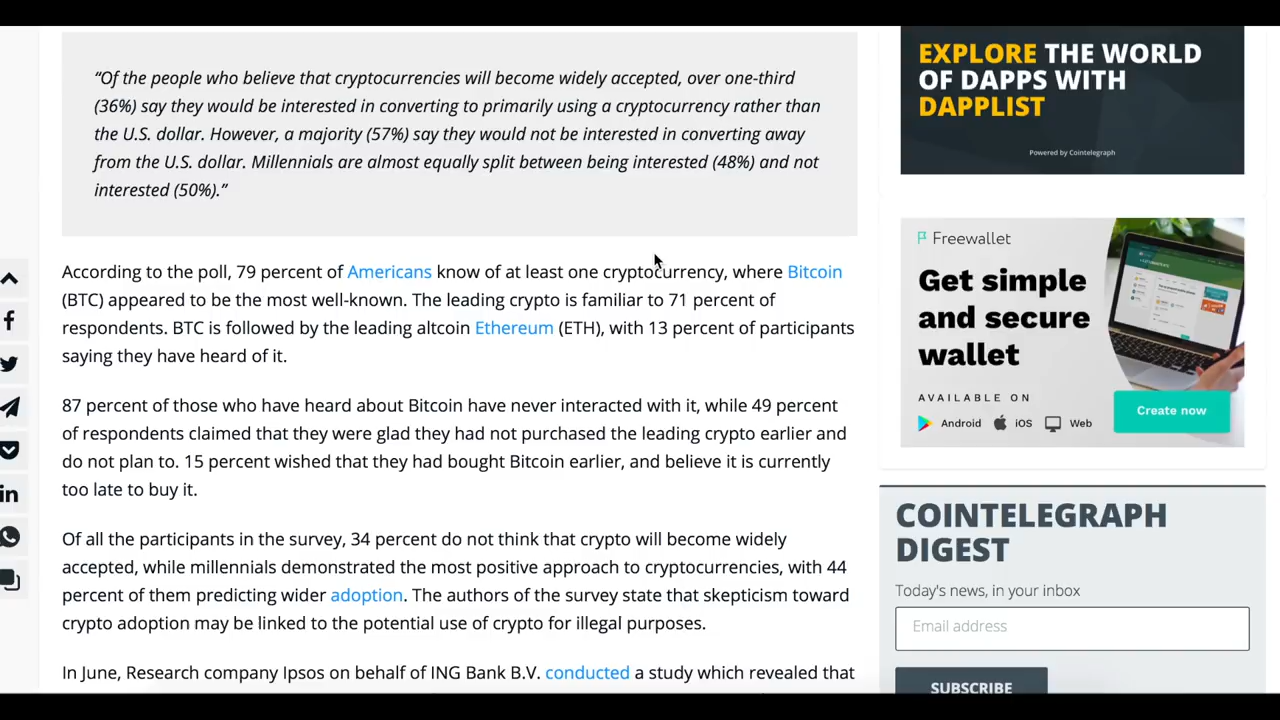 “Of the people who believe that cryptocurrencies will become widely accepted, over one-third
(36%) say they would be interested in converting to primarily using a cryptocurrency rather than
the U.S. dollar. However, a majority (57%) say they would not be interested in converting away
from the U.S. dollar. Millennials are almost equally split between being interested (48%) and not
interested (50%).”
According to the poll, 79 percent of Americans know of at least one cryptocurrency, where Bitcoin
(BTC) appeared to be the most well-known. The leading crypto is familiar to 71 percent of
respondents. BTC is followed by the leading altcoin Ethereum (ETH), with 13 percent of participants
saying they have heard of it.
87 percent of those who have heard about Bitcoin have never interacted with it, while 49 percent
of respondents claimed that they were glad they had not purchased the leading crypto earlier and
do not plan to. 15 percent wished that they had bought Bitcoin earlier, and believe it is currently
too late to buy it.
Of all the participants in the survey, 34 percent do not think that crypto will become widely
accepted, while millennials demonstrated the most positive approach to cryptocurrencies, with 44
percent of them predicting wider adoption. The authors of the survey state that skepticism toward
crypto adoption may be linked to the potential use of crypto for illegal purposes.
In June, Research company Ipsos on behalf of ING Bank B.V. conducted a study which revealed that
EXPLORE THE WORLD
OF DAPPS WITH
DAPPLIST
Powered by Cointelegraph
Freewallet
Get simple
and secure
wallet
AVAILABLE ON
Android iOS Web
Create now
COINTELEGRAPH
DIGEST
Today's news, in your inbox
Email address
SUBSCRIBE